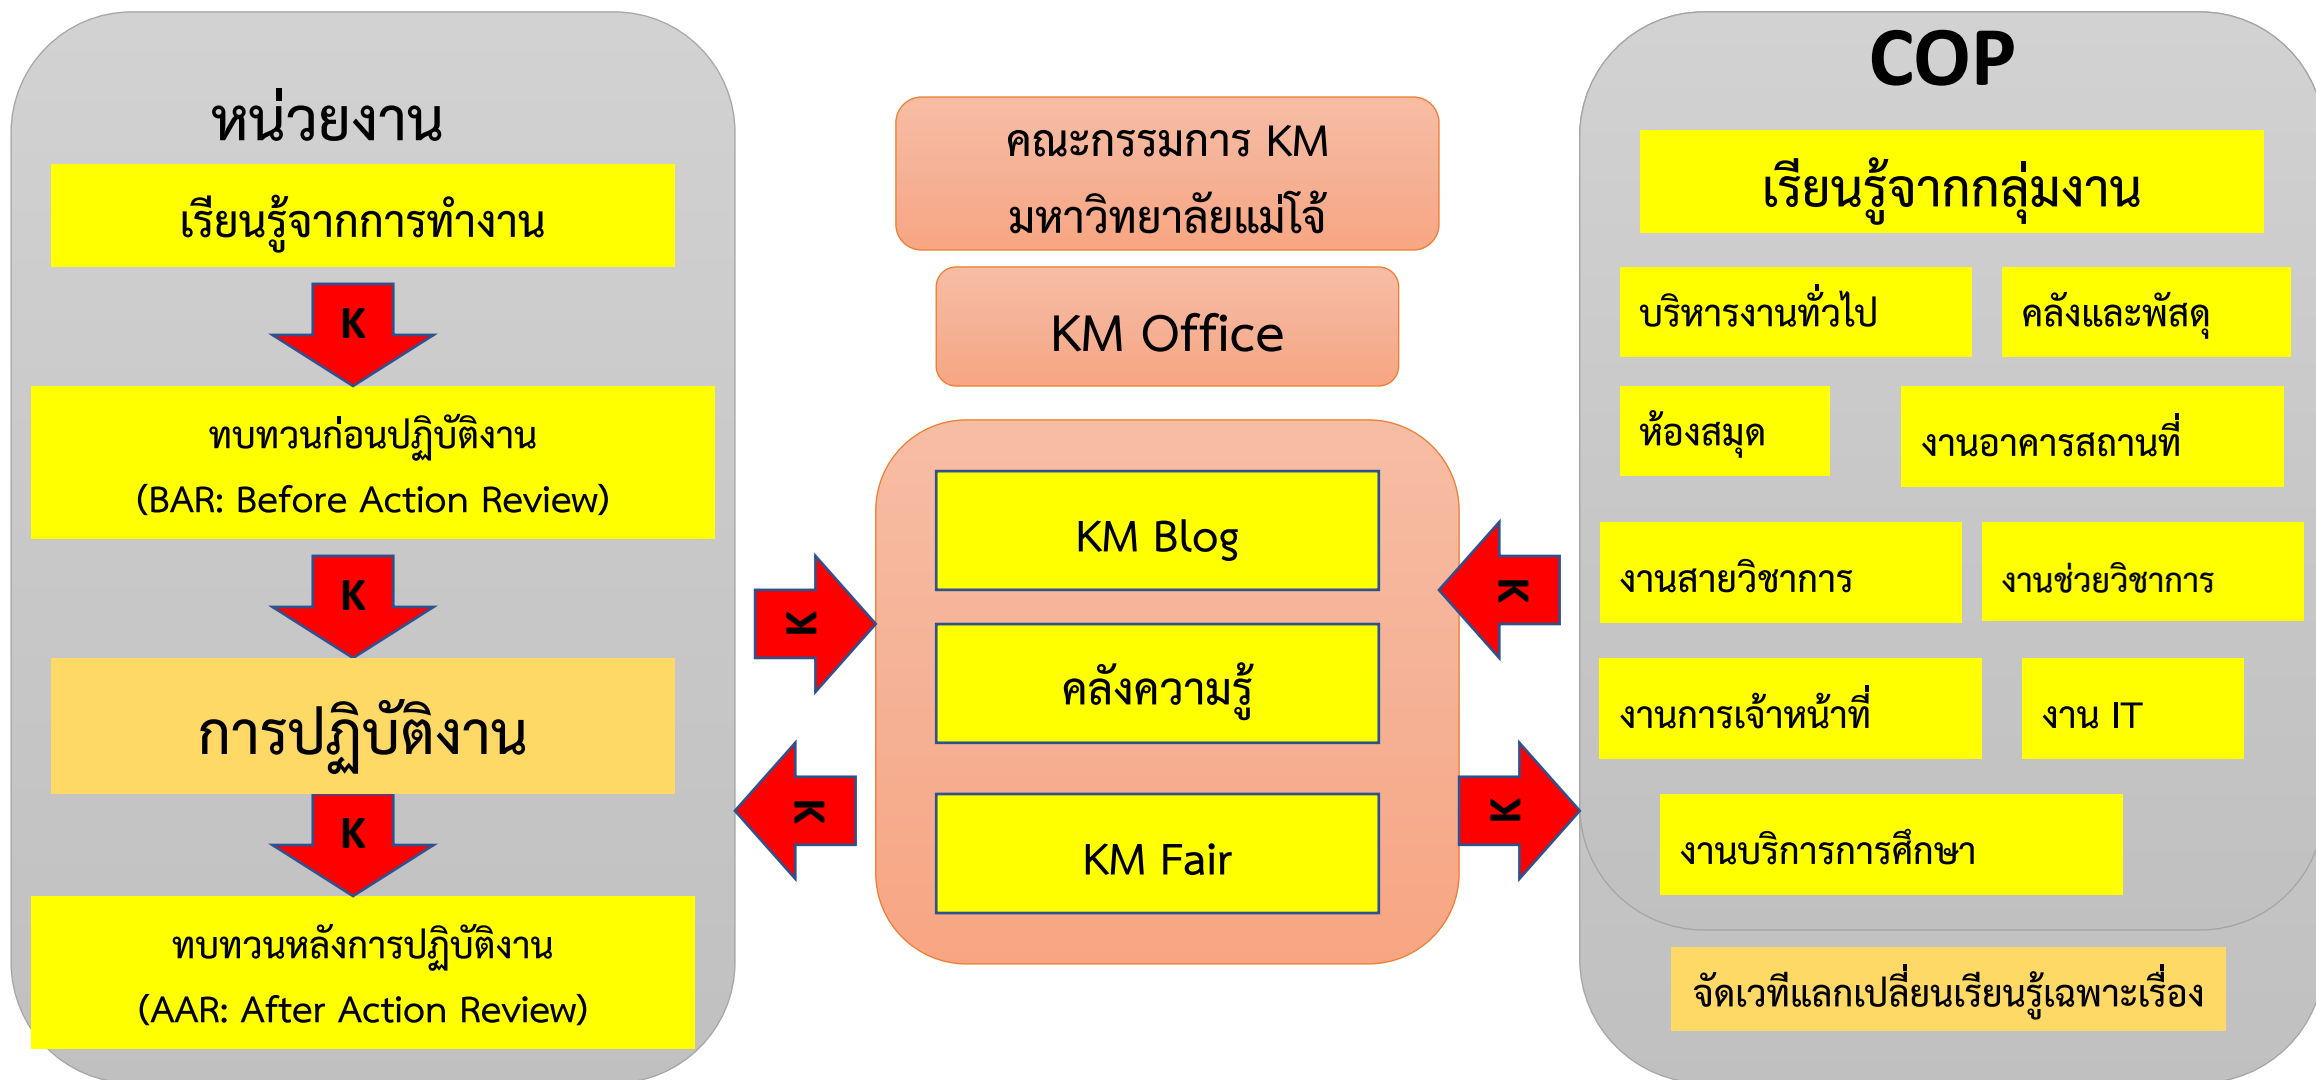 หน่วยงาน
เรียนรู้จากการทำงาน
K
ทบทวนก่อนปฏิบัติงาน
(BAR: Before Action Review)
K
การปฏิบัติงาน
K
ทบทวนหลังการปฏิบัติงาน
(AAR: After Action Review)
K
K
คณะกรรมการ KM
มหาวิทยาลัยแม่โจ้
KM Office
KM Blog
คลังความรู้
KM Fair
K
K
COP
เรียนรู้จากกลุ่มงาน
บริหารงานทั่วไป
คลังและพัสดุ
ห้องสมุด
งานอาคารสถานที่
งานสายวิชาการ
งานช่วยวิชาการ
งานการเจ้าหน้าที่
งาน IT
งานบริการการศึกษา
จัดเวทีแลกเปลี่ยนเรียนรู้เฉพาะเรื่อง